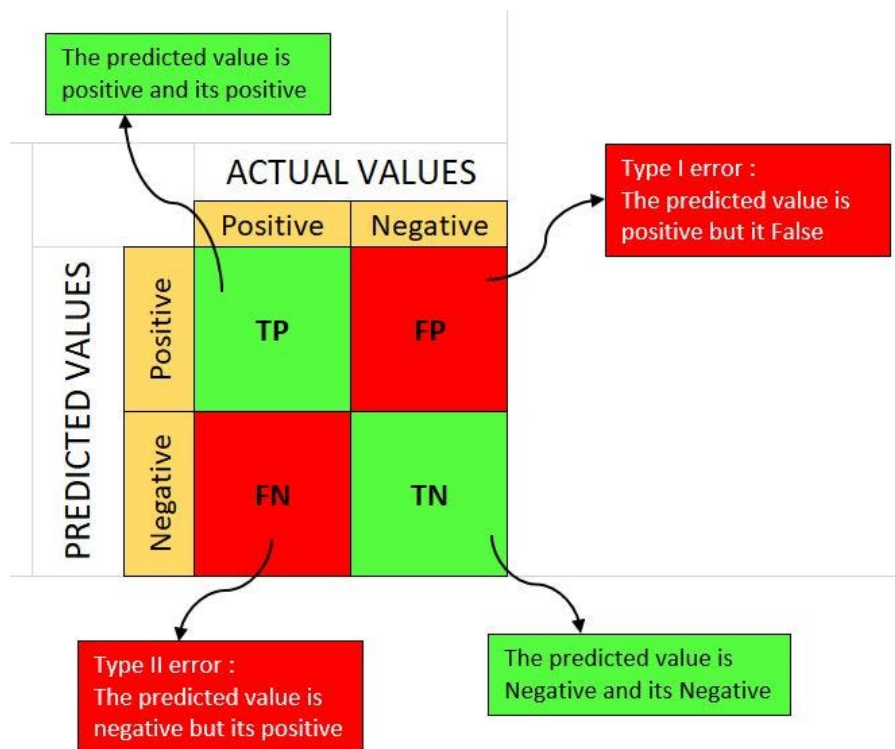 The predicted value is
positive and its positive
ACTUAL VALUES
Type I error :
The predicted value is
positive but it False
Positive Negative
PREDICTED VALUES
Positive
TP FP
Negative
FN TN
Type II error :
The predicted value is
negative but its positive
The predicted value is
Negative and its Negative